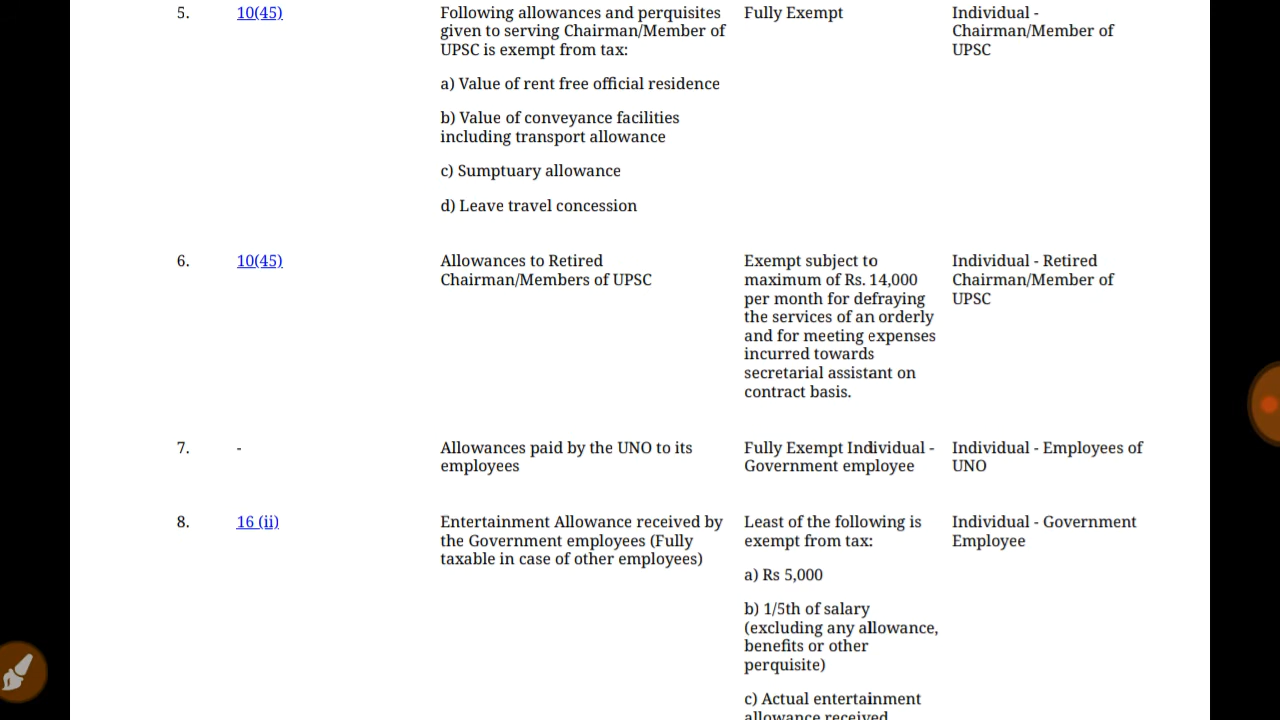 5.
10(45)
Following allowances and perquisites
given to serving Chairman/Member of
UPSC is exempt from tax:
a) Value of rent free official residence
b) Value of conveyance facilities
including transport allowance
c) Sumptuary allowance
d) Leave travel concession
Fully Exempt
Individual -
Chairman/Member of
UPSC
6.
10(45)
Allowances to Retired
Chairman/Members of UPSC
Exempt subject to
maximum of Rs. 14,000
per month for defraying
the services of an orderly
and for meeting expenses
incurred towards
secretarial assistant on
contract basis.
Individual - Retired
Chairman/Member of
UPSC
7.
-
Allowances paid by the UNO to its
employees
Fully Exempt Individual -
Government employee
Individual - Employees of
UNO
8.
16 (ii)
Entertainment Allowance received by
the Government employees (Fully
taxable in case of other employees)
Least of the following is
exempt from tax:
a) Rs 5,000
b) 1/5th of salary
(excluding any allowance,
benefits or other
perquisite)
c) Actual entertainment
allowance received
Individual - Government
Employee